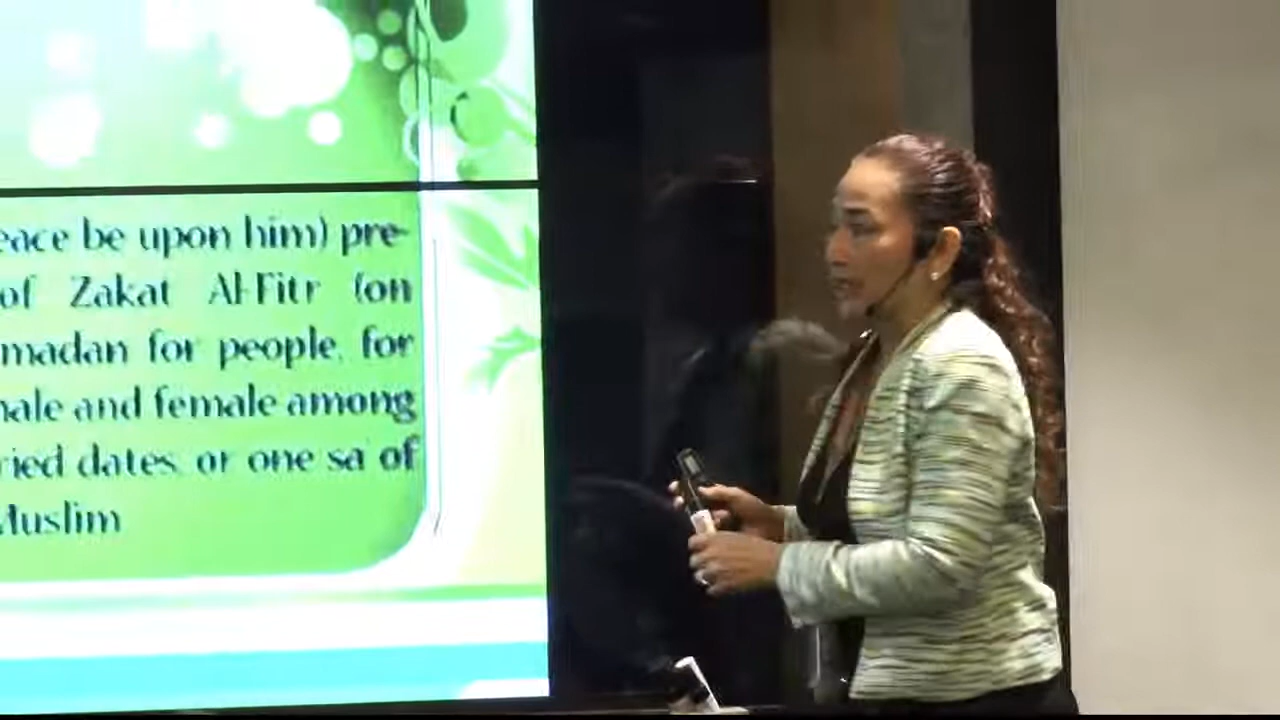 eace be upon him) pre-
of Zakat Al-Fitr (on
madan for people, for
male and female among
ried dates, or one sa' of
Muslim